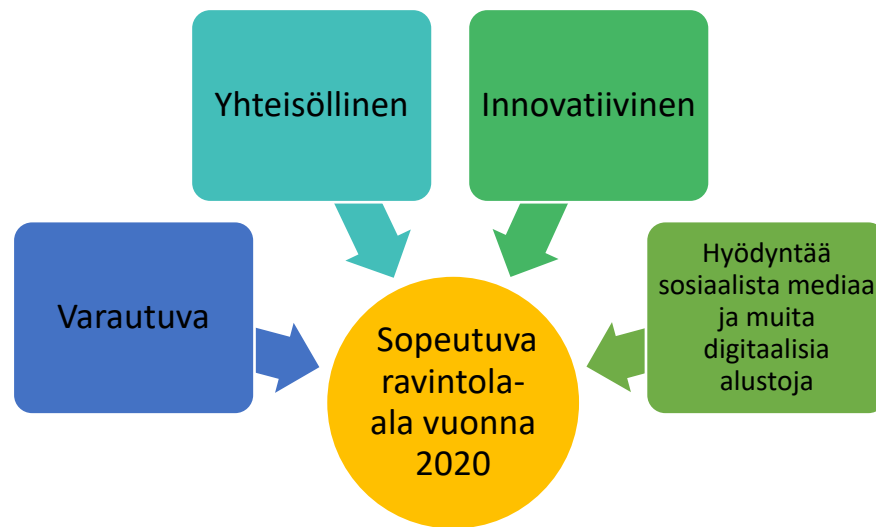 Yhteisöllinen
Innovatiivinen
Varautuva
Hyödyntää
sosiaalista mediaa
ja muita
digitaalisia
alustoja
Sopeutuva
ravintola-
ala vuonna
2020